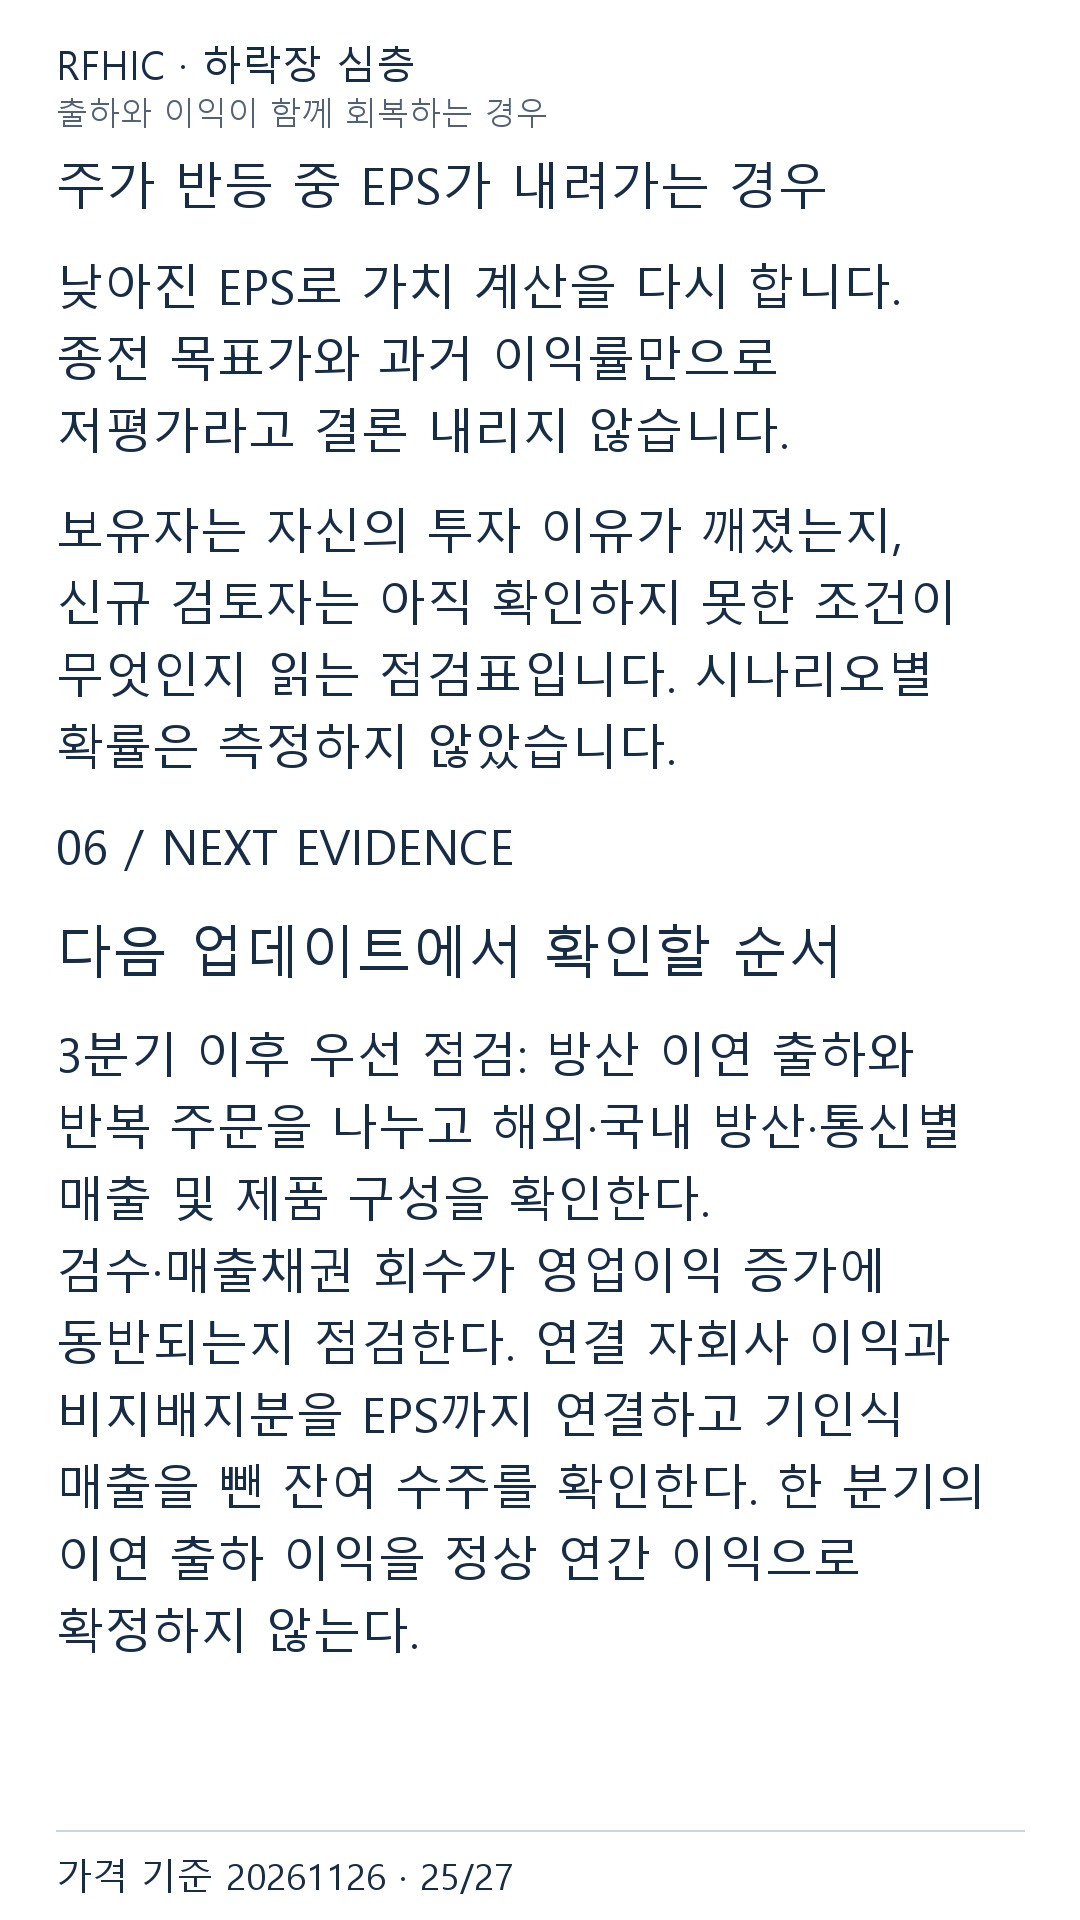 RFHIC · 하락장 심층
출하와 이익이 함께 회복하는 경우
주가 반등 중 EPS가 내려가는 경우
낮아진 EPS로 가치 계산을 다시 합니다.
종전 목표가와 과거 이익률만으로
저평가라고 결론 내리지 않습니다.
보유자는 자신의 투자 이유가 깨졌는지,
신규 검토자는 아직 확인하지 못한 조건이
무엇인지 읽는 점검표입니다. 시나리오별
확률은 측정하지 않았습니다.
06 / NEXT EVIDENCE
다음 업데이트에서 확인할 순서
3분기 이후 우선 점검: 방산 이연 출하와
반복 주문을 나누고 해외·국내 방산·통신별
매출 및 제품 구성을 확인한다.
검수·매출채권 회수가 영업이익 증가에
동반되는지 점검한다. 연결 자회사 이익과
비지배지분을 EPS까지 연결하고 기인식
매출을 뺀 잔여 수주를 확인한다. 한 분기의
이연 출하 이익을 정상 연간 이익으로
확정하지 않는다.
가격 기준 20261126 · 25/27